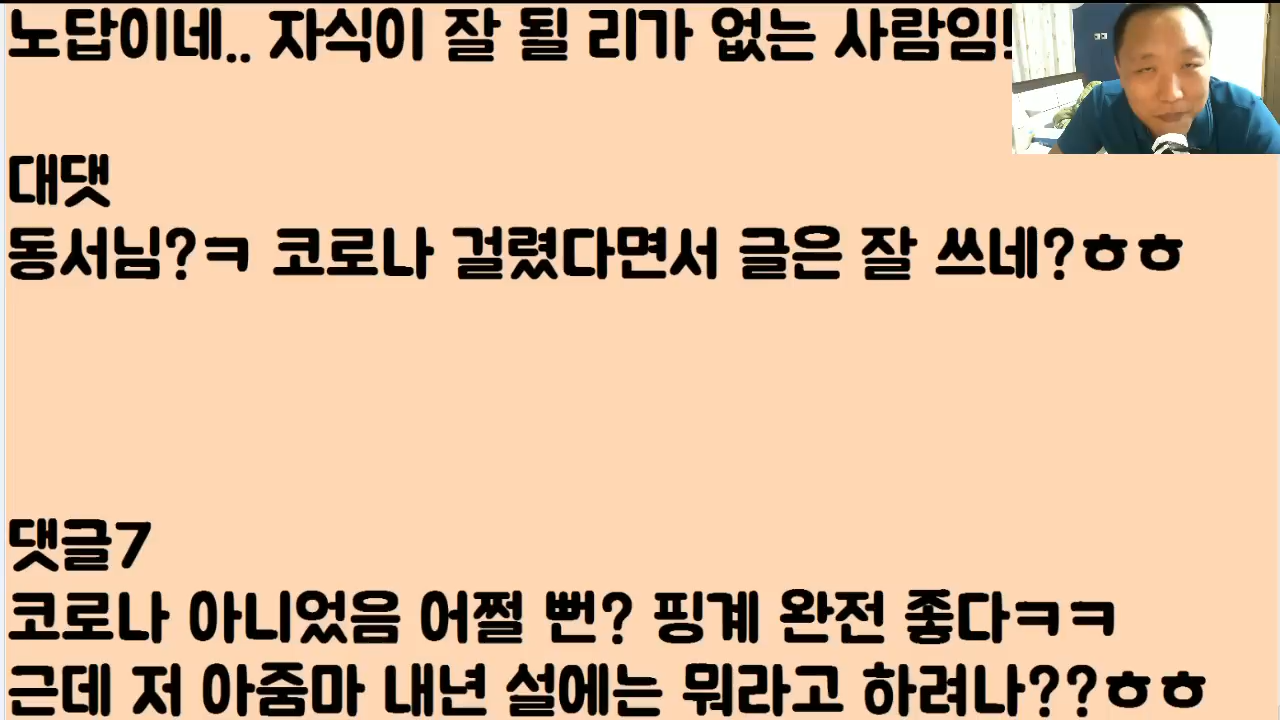 노답이네.. 자식이 잘 될 리가 없는 사람임!
대댓
동서님?ㅋ 코로나 걸렸다면서 글은 잘 쓰네?ㅎㅎ
댓글7
코로나 아니었음 어쩔 뻔? 핑계 완전 좋다ㅋㅋ
근데 저 아줌마 내년 설에는 뭐라고 하려나??ㅎㅎ